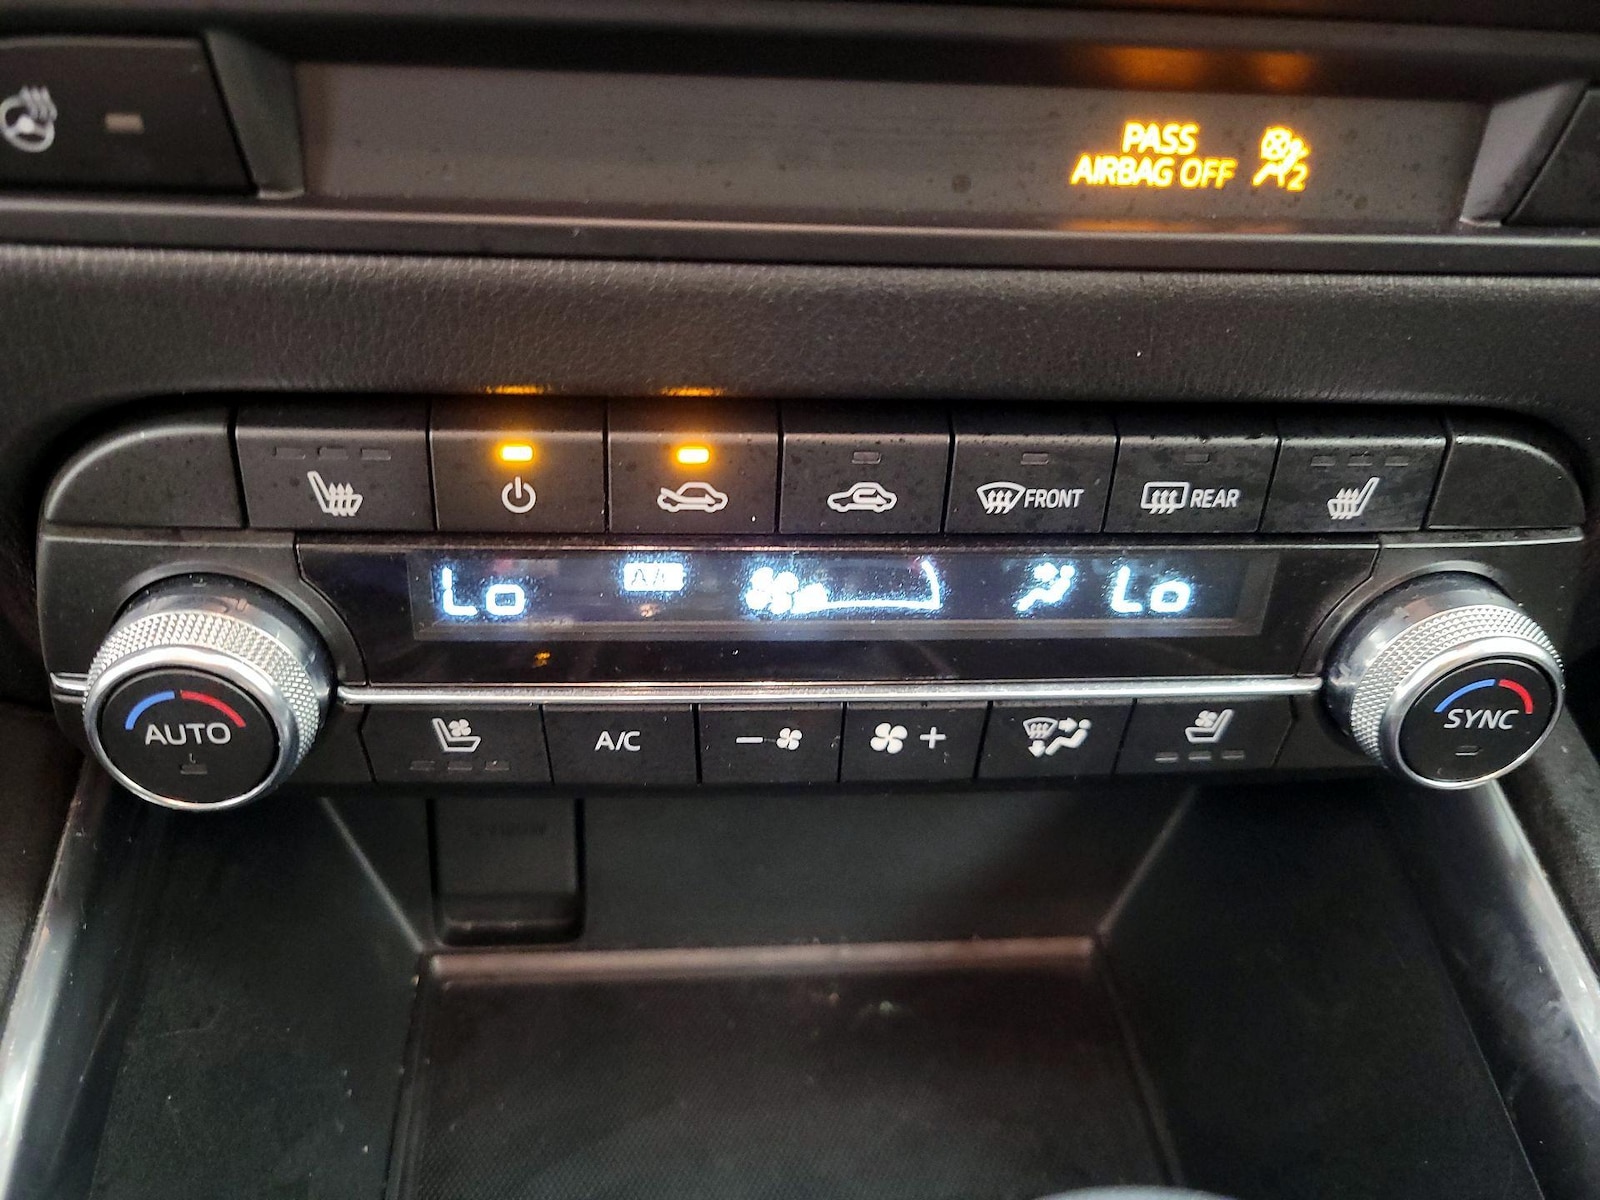 PASS
AIRBAG OFF
2
FRONT
REAR
Lo
A/C
Lo
AUTO
A/C
SYNC